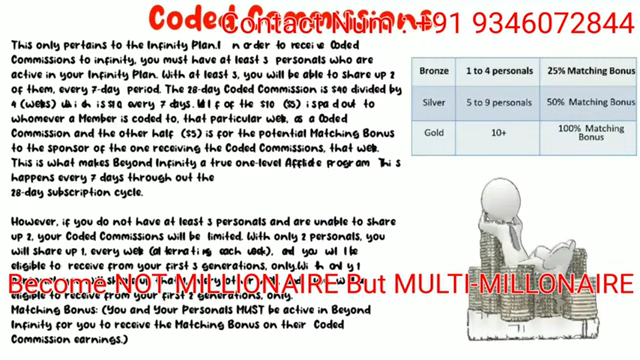 Coded Commissions
Contact Num : +91 9346072844
This only pertains to the Infinity Plan. In order to receive Coded
Commissions to infinity, you must have at least 3 personals who are
active in your Infinity Plan. With at least 3, you will be able to share up 2
of them, every 7-day period. The 28-day Coded Commission is $40 divided by
4 (webs) which is $10 every 7 days. Half of the $10 ($5) is paid out to
whomever a Member is coded to, that particular web, as a Coded
Commission and the other half ($5) is for the potential Matching Bonus
to the sponsor of the one receiving the Coded Commissions, that web.
This is what makes Beyond Infinity a true one-level Affiliate program This
happens every 7 days through out the
28-day subscription cycle.
Bronze 1 to 4 personals 25% Matching Bonus
Silver 5 to 9 personals 50% Matching Bonus
Gold 10+ 100% Matching
Bonus
However, if you do not have at least 3 personals and are unable to share
up 2, your Coded Commissions will be limited. With only 2 personals, you
will share up 1, every web (alternating each week), and you will be
eligible to receive from your first 3 generations, only. With only 1
Become NOT MILLIONAIRE But MULTI-MILLONAIRE
eligible to receive from your first 2 generations, only.
Matching Bonus: (You and Your Personals MUST be active in Beyond
Infinity for you to receive the Matching Bonus on their Coded
Commission earnings.)